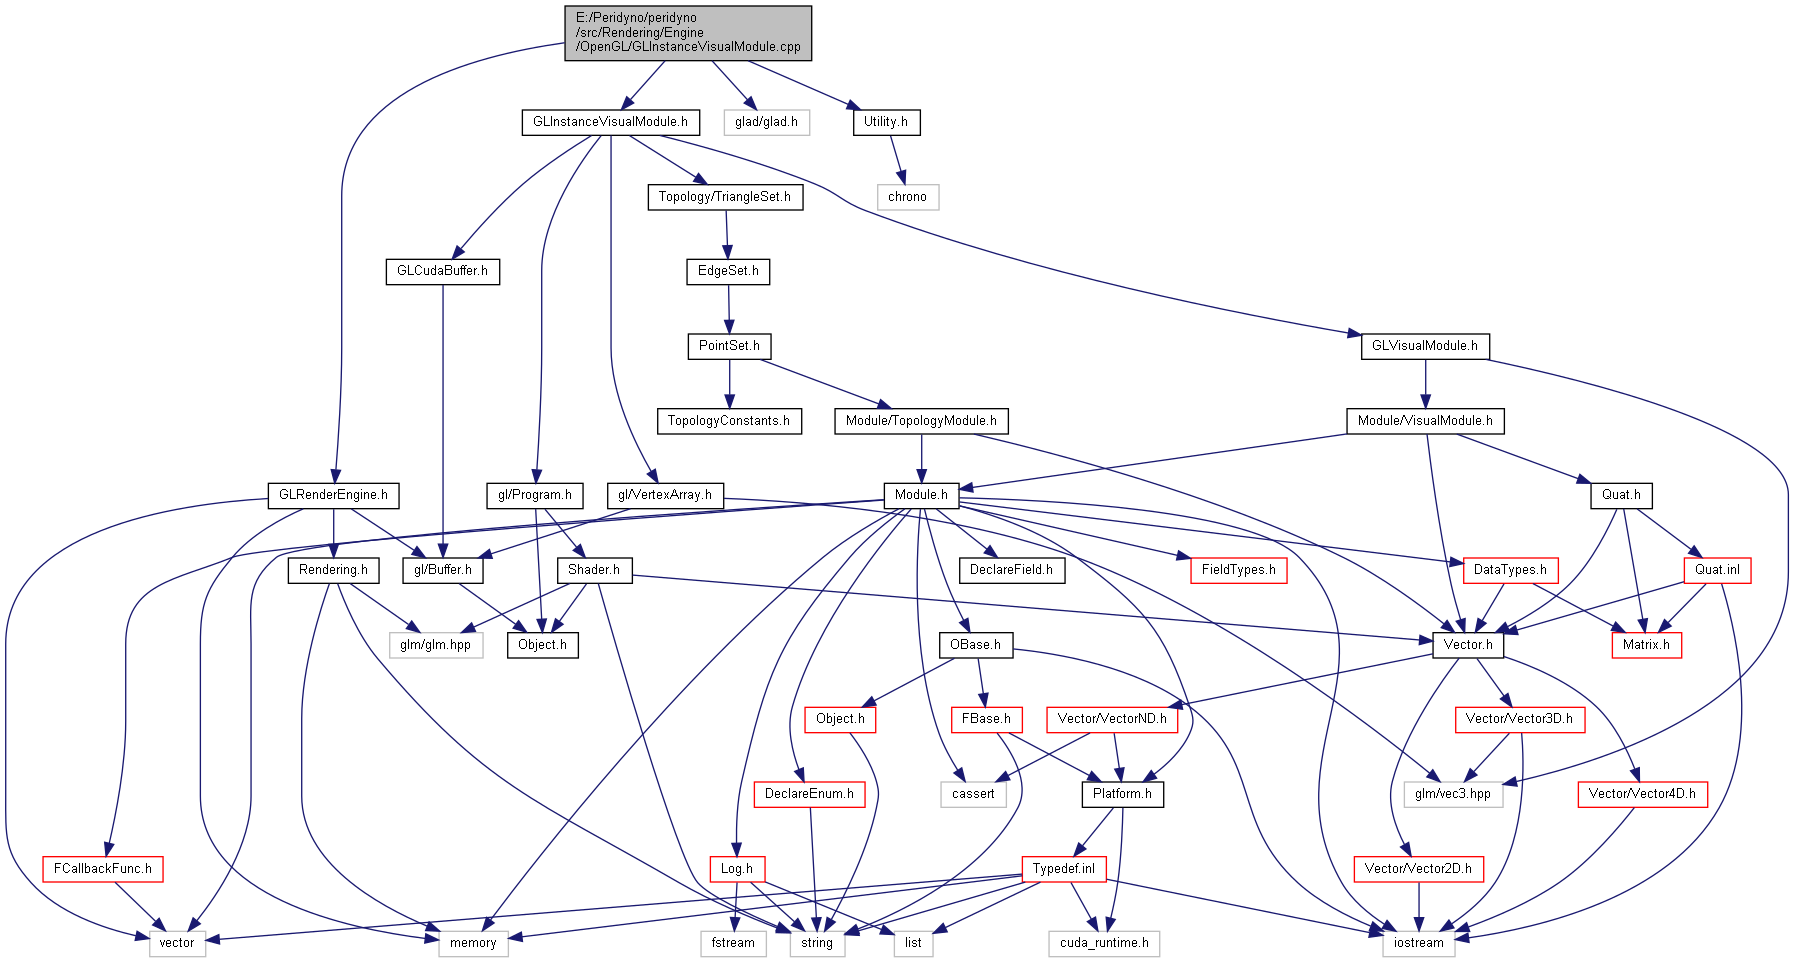 E:/Peridyno/peridyno
/src/Rendering/Engine
/OpenGL/GLInstanceVisualModule.cpp
GLInstanceVisualModule.h
glad/glad.h
Utility.h
Topology/TriangleSet.h
chrono
GLCudaBuffer.h
EdgeSet.h
PointSet.h
GLVisualModule.h
TopologyConstants.h
Module/TopologyModule.h
Module/VisualModule.h
GLRenderEngine.h
gl/Program.h
gl/VertexArray.h
Module.h
Quat.h
Rendering.h
gl/Buffer.h
Shader.h
DeclareField.h
FieldTypes.h
DataTypes.h
Quat.inl
glm/glm.hpp
Object.h
OBase.h
Vector.h
Matrix.h
Object.h
FBase.h
Vector/VectorND.h
Vector/Vector3D.h
DeclareEnum.h
cassert
Platform.h
glm/vec3.hpp
Vector/Vector4D.h
FCallbackFunc.h
Log.h
Typedef.inl
Vector/Vector2D.h
vector
memory
fstream
string
list
cuda_runtime.h
iostream